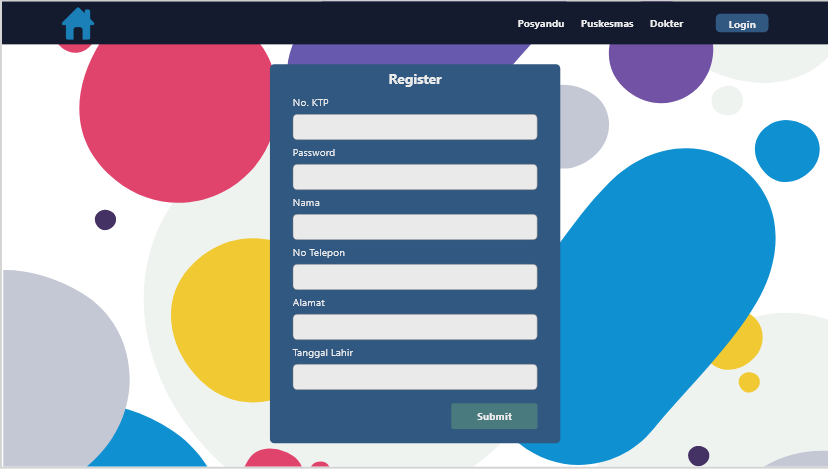 Posyandu Puskesmas Dokter Login
Register
No. KTP
Password
Nama
No Telepon
Alamat
Tanggal Lahir
Submit